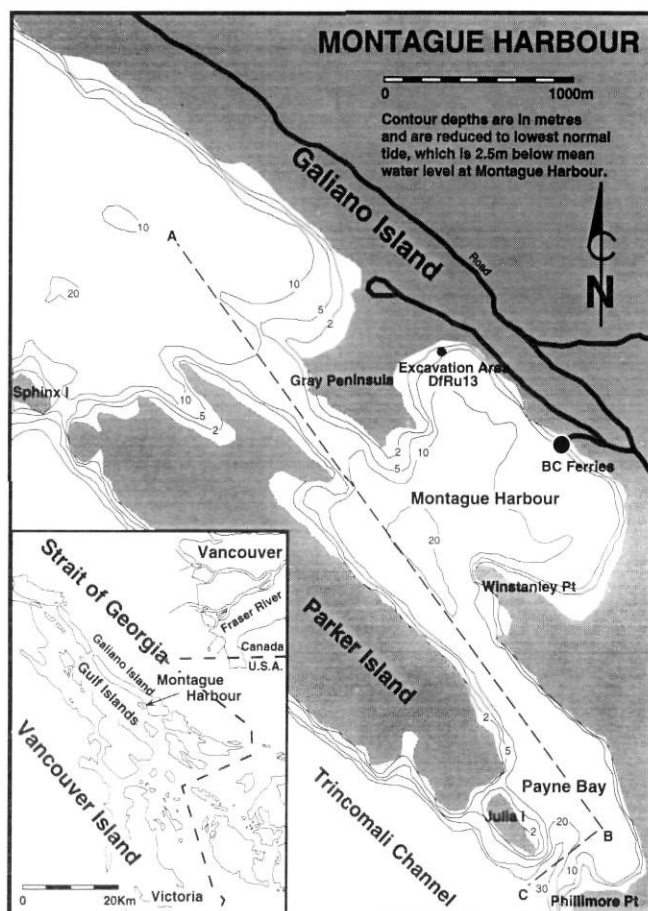 MONTAGUE HARBOUR
0 1000m
Contour depths are in metres
and are reduced to lowest normal
tide, which is 2.5m below mean
water level at Montague Harbour.
Galiano Island
Road
C
N
A
10
20
10
5
2
Sphinx I
10
5
2
Gray Peninsula
Excavation Area
DfRu13
2
5
10
BC Ferries
Montague Harbour
20
Winstanley Pt
Parker Island
2
5
Payne Bay
Julia I
2
20
B
C
30
10
Phillimore Pt
Trincomali Channel
Vancouver
Strait of Georgia
Fraser River
Canada
U.S.A.
Galiano Island
Gulf Islands
Montague
Harbour
Vancouver Island
0 20Km
Victoria